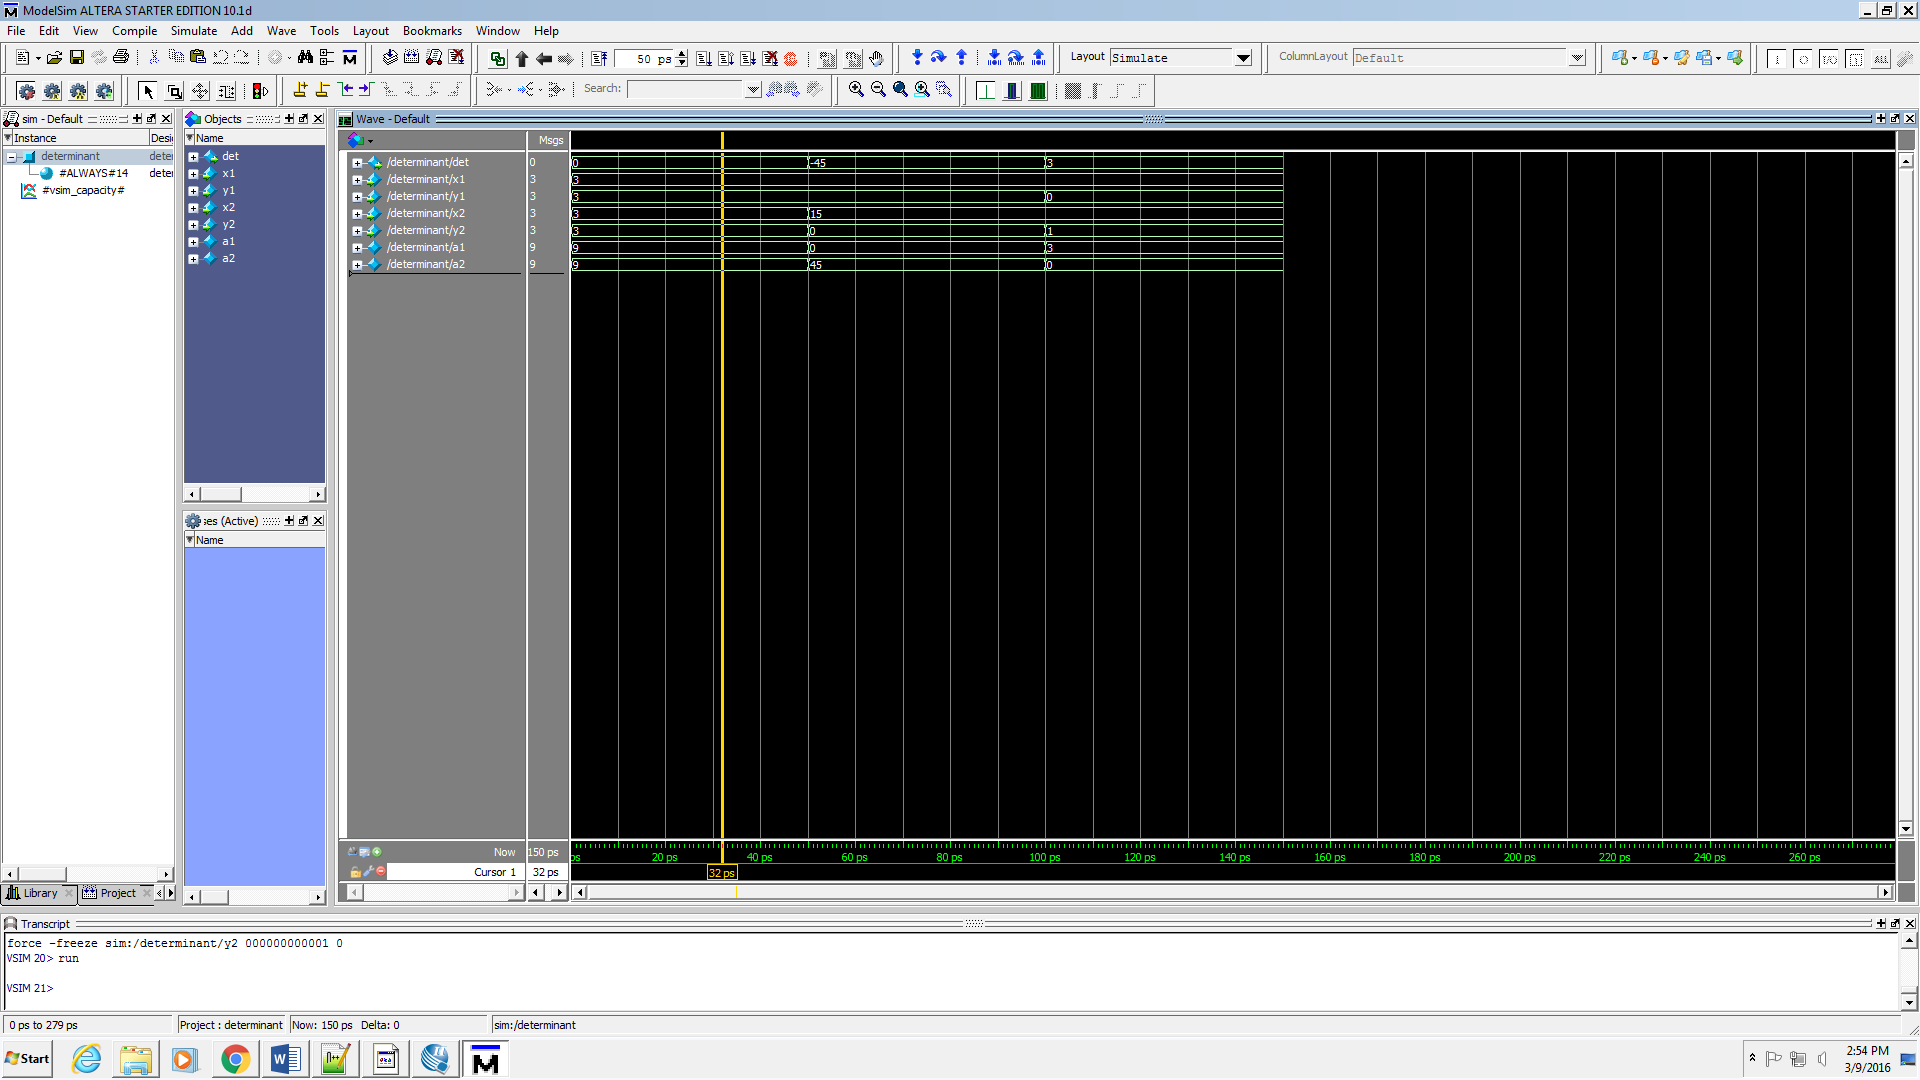 ModelSim ALTERA STARTER EDITION 10.1d
File Edit View Compile Simulate Add Wave Tools Layout Bookmarks Window Help
50 ps
Layout Simulate
ColumnLayout Default
Search:
sim - Default
Instance
Desi
determinant
deter
#ALWAYS#14
deter
#vsim_capacity#
Library
Project
Objects
Name
det
x1
y1
x2
y2
a1
a2
ses (Active)
Name
Wave - Default
Msgs
/determinant/det 0 0 -45 3
/determinant/x1 3 3
/determinant/y1 3 3 0
/determinant/x2 3 3 15
/determinant/y2 3 3 0 1
/determinant/a1 9 9 0 3
/determinant/a2 9 9 45 0
Now 150 ps
ps 20 ps 40 ps 60 ps 80 ps 100 ps 120 ps 140 ps 160 ps 180 ps 200 ps 220 ps 240 ps 260 ps
Cursor 1 32 ps
32 ps
Transcript
force -freeze sim:/determinant/y2 000000000001 0
VSIM 20> run
VSIM 21>
0 ps to 279 ps
Project : determinant
Now: 150 ps Delta: 0
sim:/determinant
Start
2:54 PM
3/9/2016